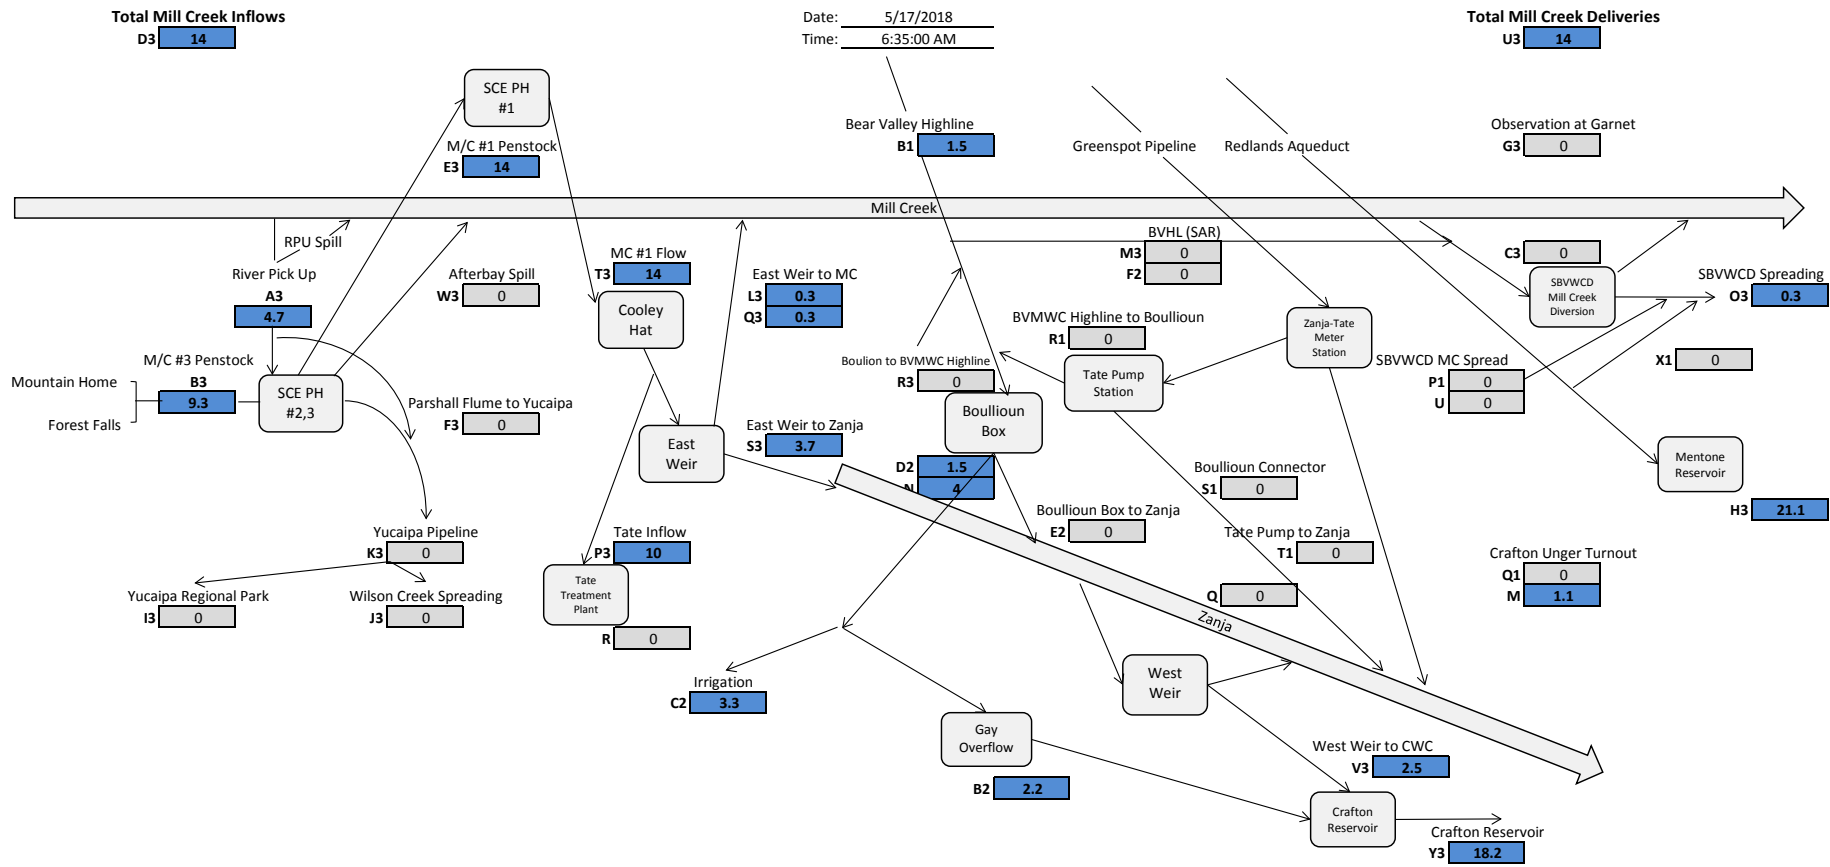 Total Mill Creek Inflows
D3 14
Date: 5/17/2018
Time: 6:35:00 AM
Total Mill Creek Deliveries
U3 14
SCE PH
#1
M/C #1 Penstock
E3 14
Bear Valley Highline
B1 1.5
Greenspot Pipeline
Redlands Aqueduct
Observation at Garnet
G3 0
Mill Creek
RPU Spill
River Pick Up
A3
4.7
Afterbay Spill
W3 0
MC #1 Flow
T3 14
Cooley
Hat
East Weir to MC
L3 0.3
Q3 0.3
BVHL (SAR)
M3 0
F2 0
C3 0
SBVWCD
Mill Creek
Diversion
SBVWCD Spreading
O3 0.3
M/C #3 Penstock
B3
9.3
Mountain Home
Forest Falls
SCE PH
#2,3
Parshall Flume to Yucaipa
F3 0
Boulion to BVMWC Highline
R3 0
BVMWC Highline to Boullioun
R1 0
Tate Pump
Station
Zanja-Tate
Meter
Station
SBVWCD MC Spread
P1 0
U 0
X1 0
Boullioun
Box
East
Weir
East Weir to Zanja
S3 3.7
D2 1.5
N 4
Boullioun Connector
S1 0
Mentone
Reservoir
H3 21.1
Boullioun Box to Zanja
E2 0
Tate Pump to Zanja
T1 0
Yucaipa Pipeline
K3 0
Tate Inflow
P3 10
Tate
Treatment
Plant
R 0
Crafton Unger Turnout
Q1 0
M 1.1
Yucaipa Regional Park
I3 0
Wilson Creek Spreading
J3 0
Q 0
Zanja
Irrigation
C2 3.3
West
Weir
Gay
Overflow
B2 2.2
West Weir to CWC
V3 2.5
Crafton
Reservoir
Crafton Reservoir
Y3 18.2